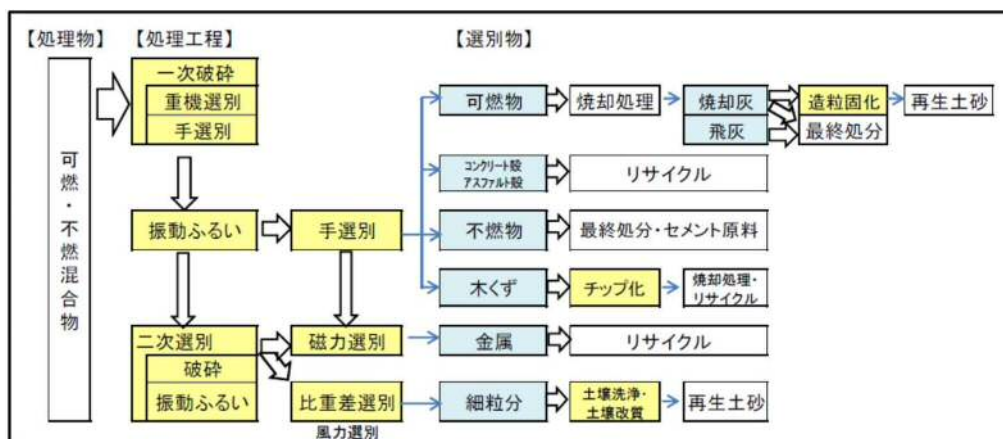 【処理物】
【処理工程】
【選別物】
可燃・不燃混合物
一次破砕
重機選別
手選別
振動ふるい
手選別
二次選別
破砕
振動ふるい
磁力選別
比重差選別
風力選別
可燃物
焼却処理
焼却灰
飛灰
造粒固化
最終処分
再生土砂
コンクリート殻
アスファルト殻
リサイクル
不燃物
最終処分・セメント原料
木くず
チップ化
焼却処理・
リサイクル
金属
リサイクル
細粒分
土壌洗浄・
土壌改質
再生土砂